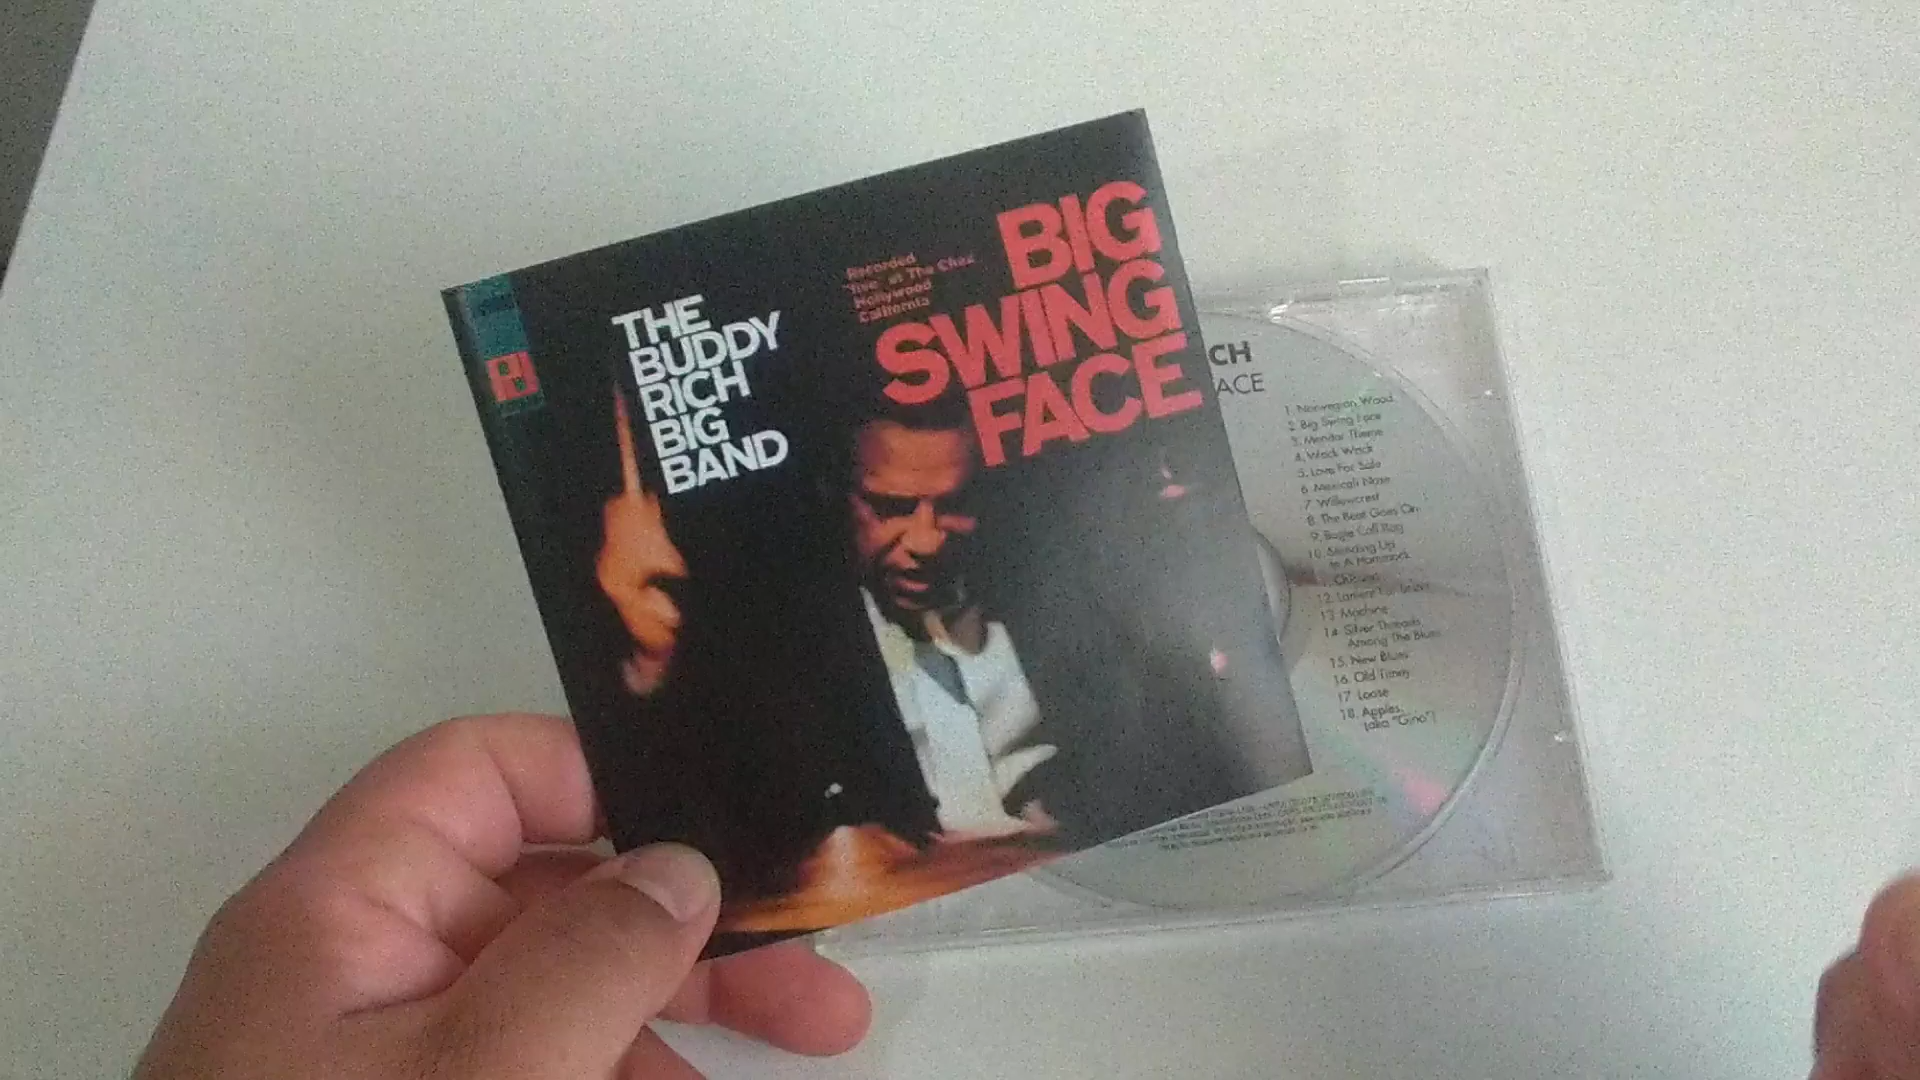 THE
BUDDY
RICH
BIG
BAND
Recorded
"live" at The Chez
Hollywood
California
BIG
SWING
FACE
CH
ACE
1. Norwegian Wood
2. Big Swing Face
3. Monitor Theme
4. Wack Wack
5. Love For Sale
6. Mexicali Nose
7. Willowcrest
8. The Beat Goes On
9. Bugle Call Rag
10. Standing Up
In A Hammock
11. Chicago
12. Lament For Lester
13. Machine
14. Silver Threads
Among The Blues
15. New Blues
16. Old Timey
17. Loose
18. Apples
(aka "Gino")